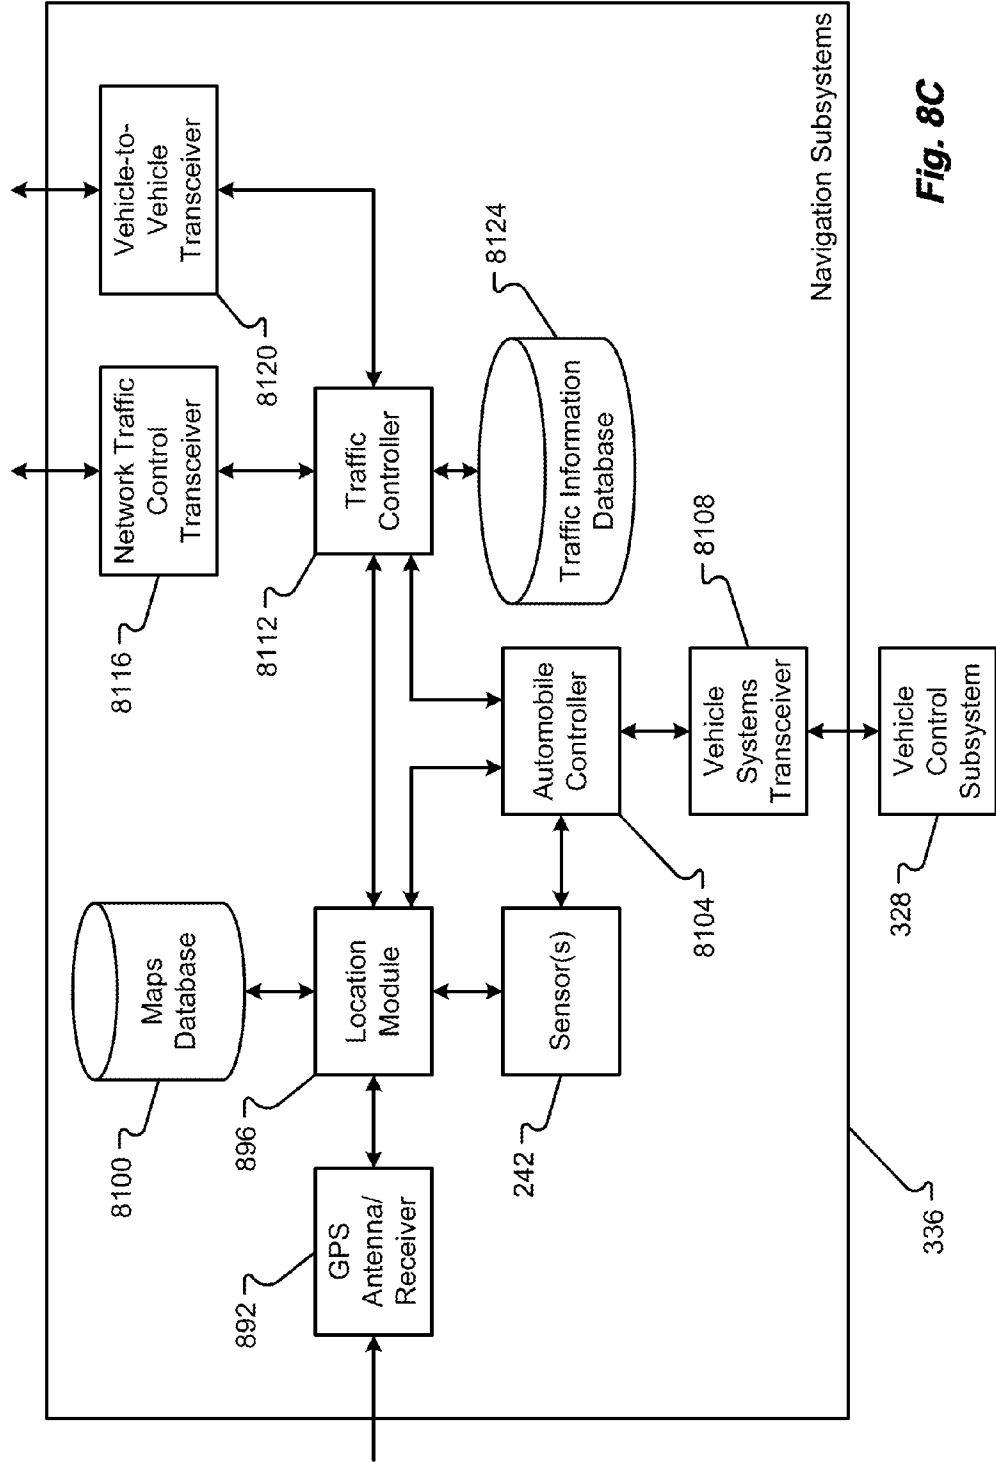 8100
Maps
Database
8116
Network Traffic
Control
Transceiver
8120
Vehicle-to-
Vehicle
Transceiver
892
GPS
Antenna/
Receiver
896
Location
Module
8112
Traffic
Controller
242
Sensor(s)
8104
Automobile
Controller
Traffic Information
Database
8124
8108
Vehicle
Systems
Transceiver
Navigation Subsystems
336
328
Vehicle
Control
Subsystem
Fig. 8C